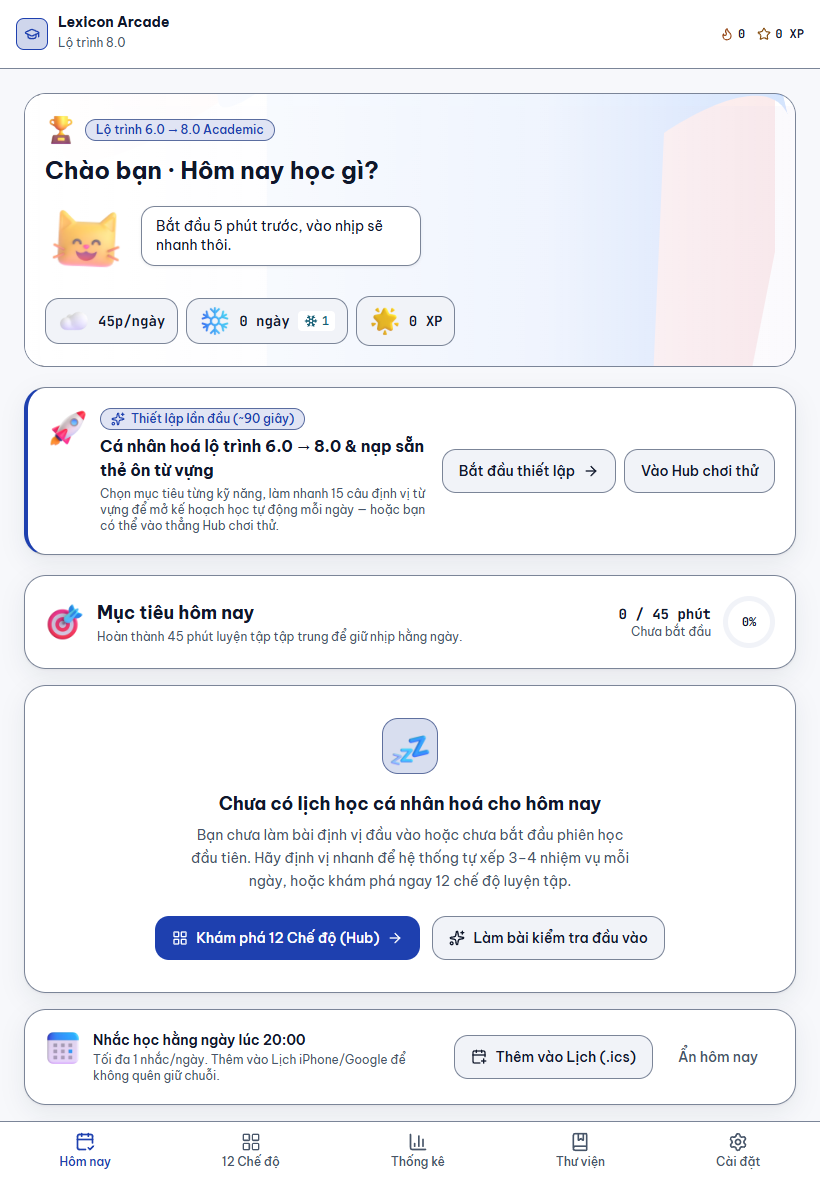 Lexicon Arcade
Lộ trình 8.0
0
0 XP
Lộ trình 6.0 → 8.0 Academic
Chào bạn · Hôm nay học gì?
Bắt đầu 5 phút trước, vào nhịp sẽ
nhanh thôi.
45p/ngày
0 ngày
1
0 XP
Thiết lập lần đầu (~90 giây)
Cá nhân hoá lộ trình 6.0 → 8.0 & nạp sẵn
thẻ ôn từ vựng
Chọn mục tiêu từng kỹ năng, làm nhanh 15 câu định vị từ
vựng để mở kế hoạch học tự động mỗi ngày — hoặc bạn
có thể vào thẳng Hub chơi thử.
Bắt đầu thiết lập →
Vào Hub chơi thử
Mục tiêu hôm nay
Hoàn thành 45 phút luyện tập tập trung để giữ nhịp hằng ngày.
0 / 45 phút
Chưa bắt đầu
0%
Chưa có lịch học cá nhân hoá cho hôm nay
Bạn chưa làm bài định vị đầu vào hoặc chưa bắt đầu phiên học
đầu tiên. Hãy định vị nhanh để hệ thống tự xếp 3–4 nhiệm vụ mỗi
ngày, hoặc khám phá ngay 12 chế độ luyện tập.
Khám phá 12 Chế độ (Hub) →
Làm bài kiểm tra đầu vào
Nhắc học hằng ngày lúc 20:00
Tối đa 1 nhắc/ngày. Thêm vào Lịch iPhone/Google để
không quên giữ chuỗi.
Thêm vào Lịch (.ics)
Ẩn hôm nay
Hôm nay
12 Chế độ
Thống kê
Thư viện
Cài đặt